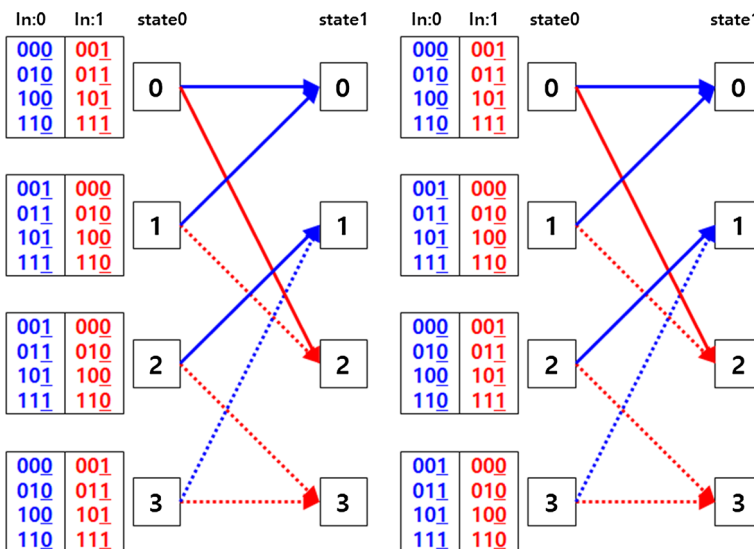 In:0 In:1 state0 state1 In:0 In:1 state0 state1
000 001 000 001
010 011 0 0 010 011 0 0
100 101 100 101
110 111 110 111
001 000 001 000
011 010 1 1 011 010 1 1
101 100 101 100
111 110 111 110
001 000 000 001
011 010 2 2 010 011 2 2
101 100 100 101
111 110 110 111
000 001 001 000
010 011 3 3 011 010 3 3
100 101 101 100
110 111 111 110